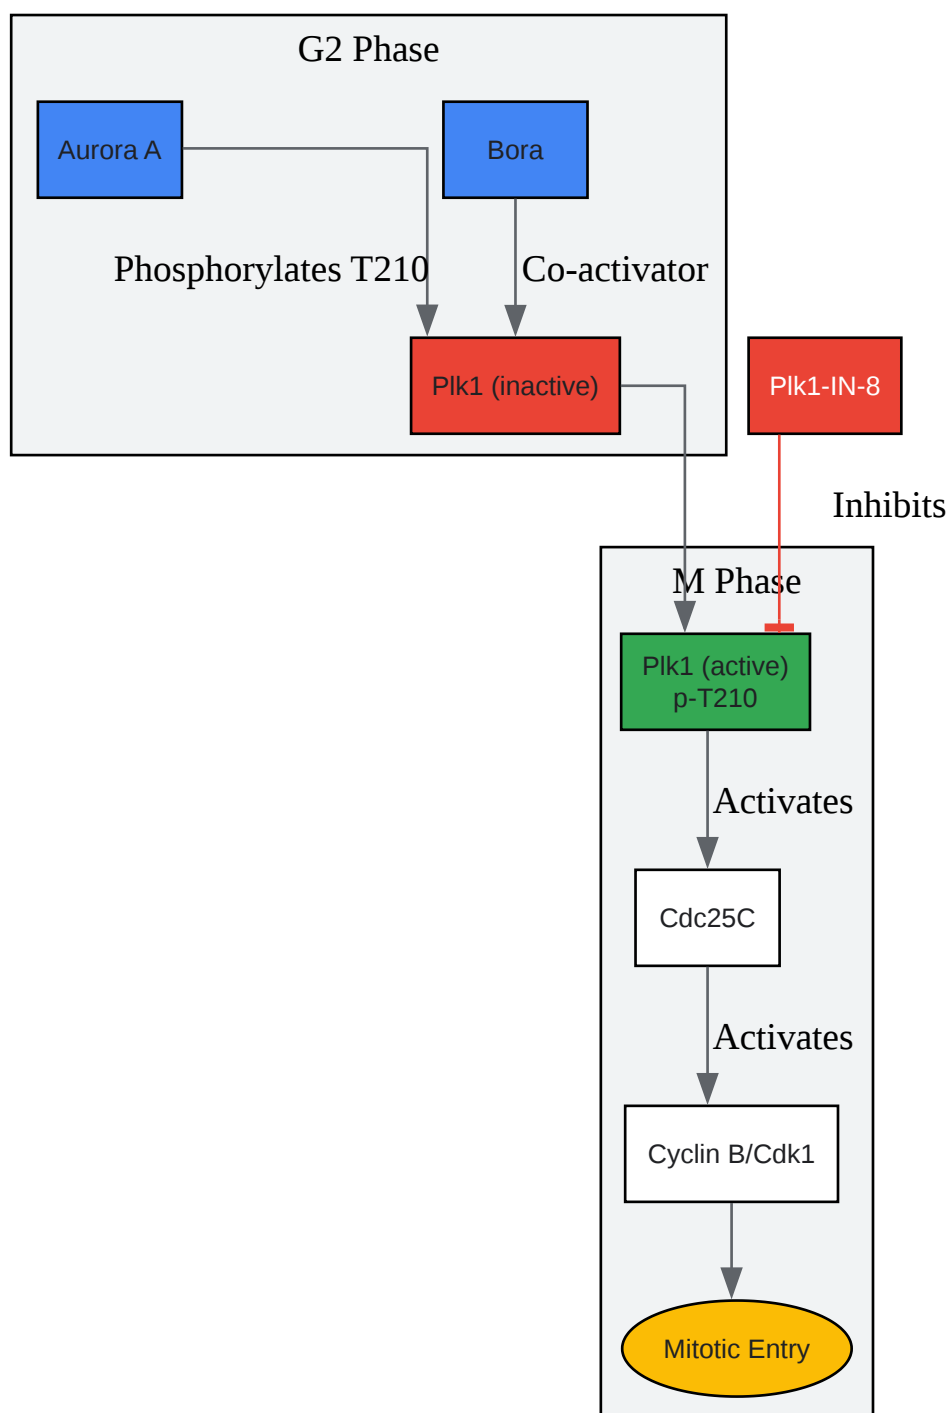 G2 Phase
Aurora A
Bora
Phosphorylates T210
Co-activator
Plk1 (inactive)
Plk1-IN-8
Inhibits
M Phase
Plk1 (active)
p-T210
Activates
Cdc25C
Activates
Cyclin B/Cdk1
Mitotic Entry